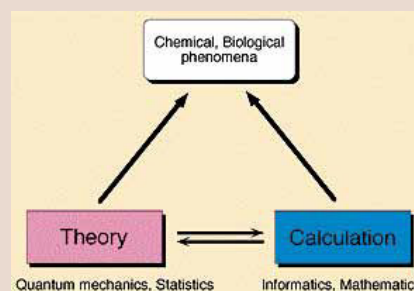 Chemical, Biological
phenomena
Theory
Calculation
Quantum mechanics, Statistics
Informatics, Mathematic